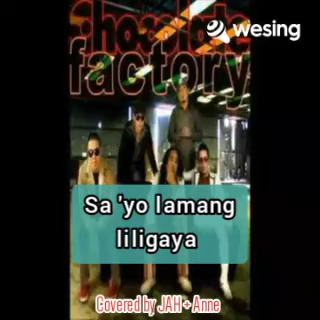 chocolate
factory
wesing
Sa 'yo lamang
liligaya
Covered by JAH + Anne